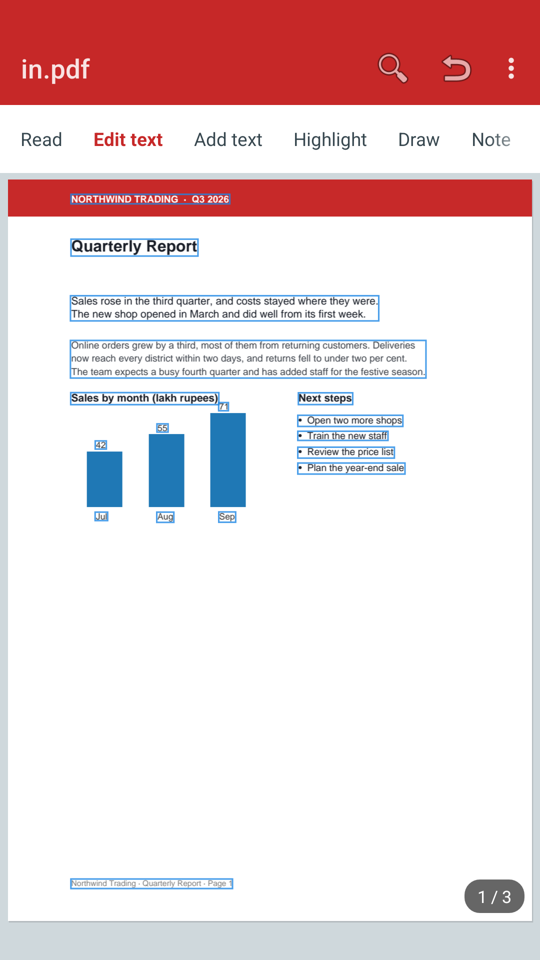 in.pdf
Read Edit text Add text Highlight Draw Note
NORTHWIND TRADING · Q3 2026
Quarterly Report
Sales rose in the third quarter, and costs stayed where they were.
The new shop opened in March and did well from its first week.
Online orders grew by a third, most of them from returning customers. Deliveries
now reach every district within two days, and returns fell to under two per cent.
The team expects a busy fourth quarter and has added staff for the festive season.
Sales by month (lakh rupees)
42
55
71
Jul
Aug
Sep
Next steps
• Open two more shops
• Train the new staff
• Review the price list
• Plan the year-end sale
Northwind Trading · Quarterly Report · Page 1
1 / 3